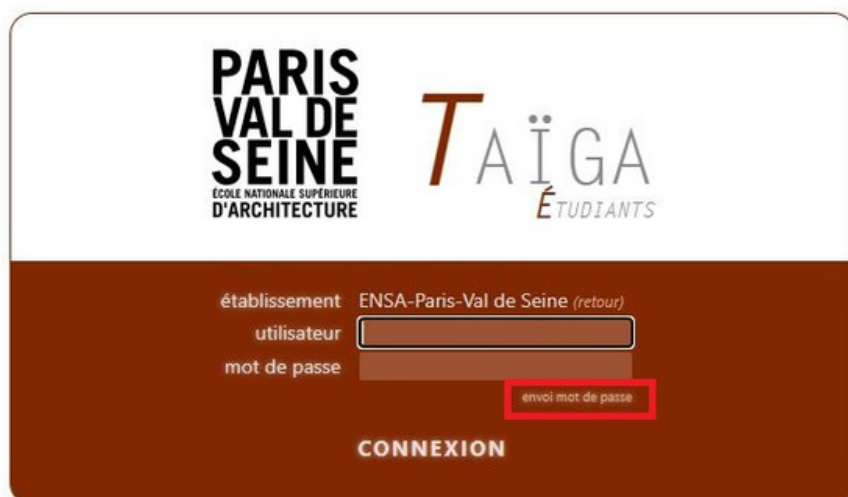 PARIS
VAL DE
SEINE
ÉCOLE NATIONALE SUPÉRIEURE
D'ARCHITECTURE
TAÏGA
ÉTUDIANTS
établissement ENSA-Paris-Val de Seine (retour)
utilisateur
mot de passe
envoi mot de passe
CONNEXION